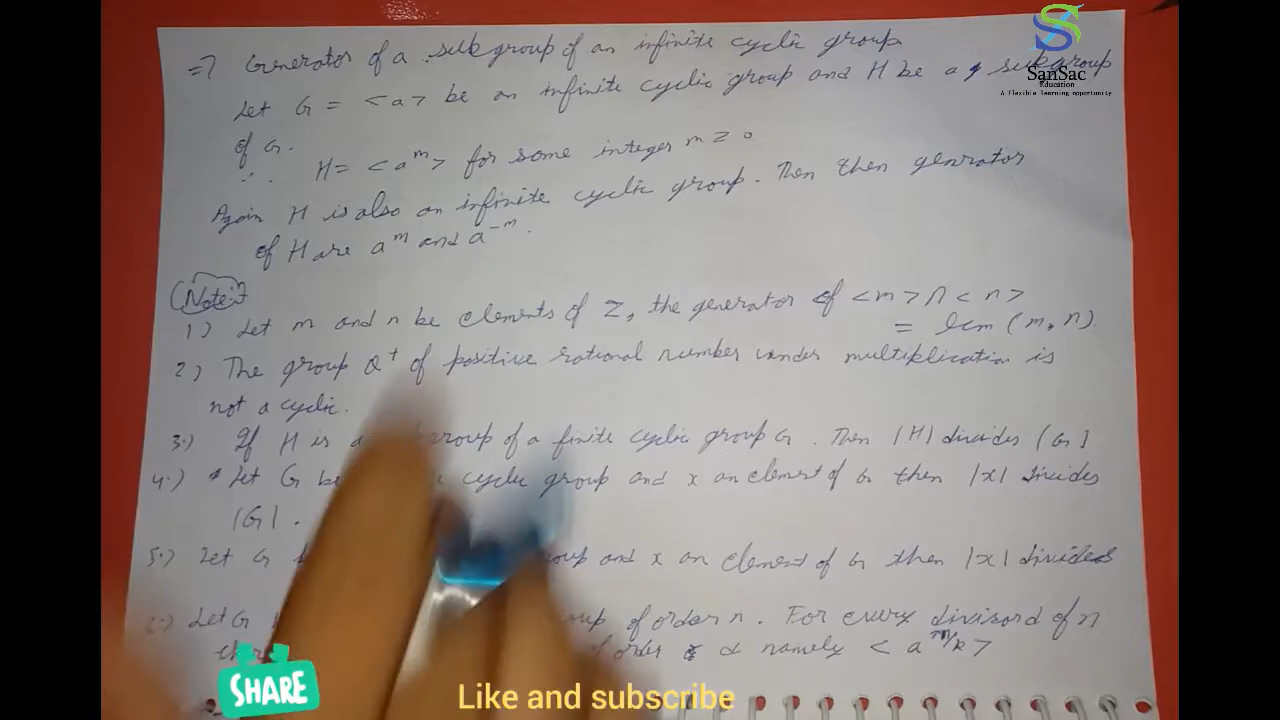 => Generator of a subgroup of an infinite cyclic group.
Let G = <a> be an infinite cyclic group and H be a subgroup
of G.
∴ H = <a^m> for some integer m ≥ 0
Again H is also an infinite cyclic group. Then then generator
of H are a^m and a^-m.
Note:-
1) Let m and n be elements of Z, the generator of <m> ∩ <n>
= lcm (m, n)
2) The group Q^+ of positive rational number under multiplication is
not a cyclic.
3.) If H is a group of a finite cyclic group G. Then |H| divides |G|
4.) Let G be cyclic group and x an element of G then |x| divides
|G|.
5.) Let G and x an element of G then |x| divides
Let G of order n. For every divisor d of n
of order d namely < a^n/k >
SanSac
Education
A flexible learning opportunity
SHARE
Like and subscribe